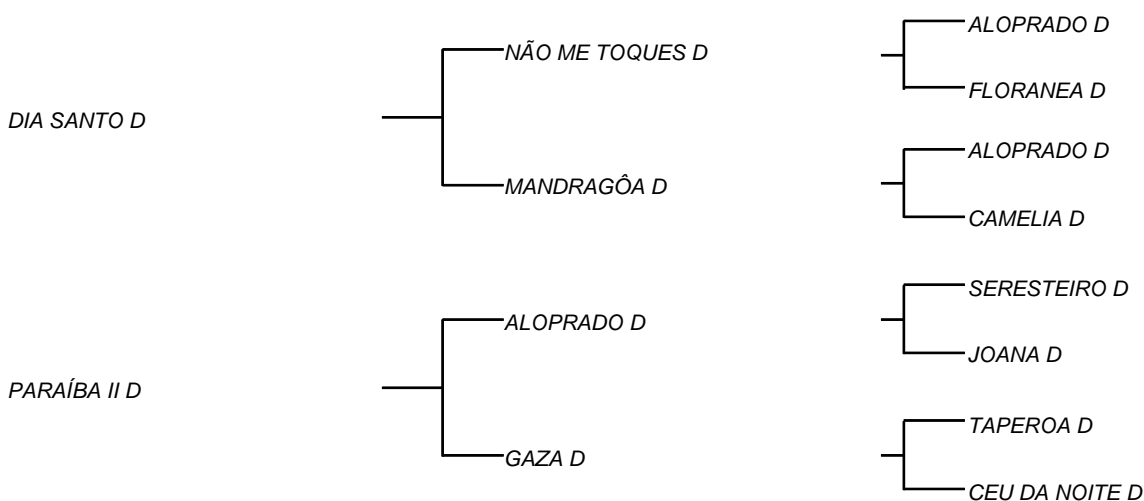 ALOPRADO D
NÃO ME TOQUES D
FLORANEA D
DIA SANTO D
ALOPRADO D
MANDRAGÔA D
CAMELIA D
SERESTEIRO D
ALOPRADO D
JOANA D
PARAÍBA II D
TAPEROA D
GAZA D
CEU DA NOITE D